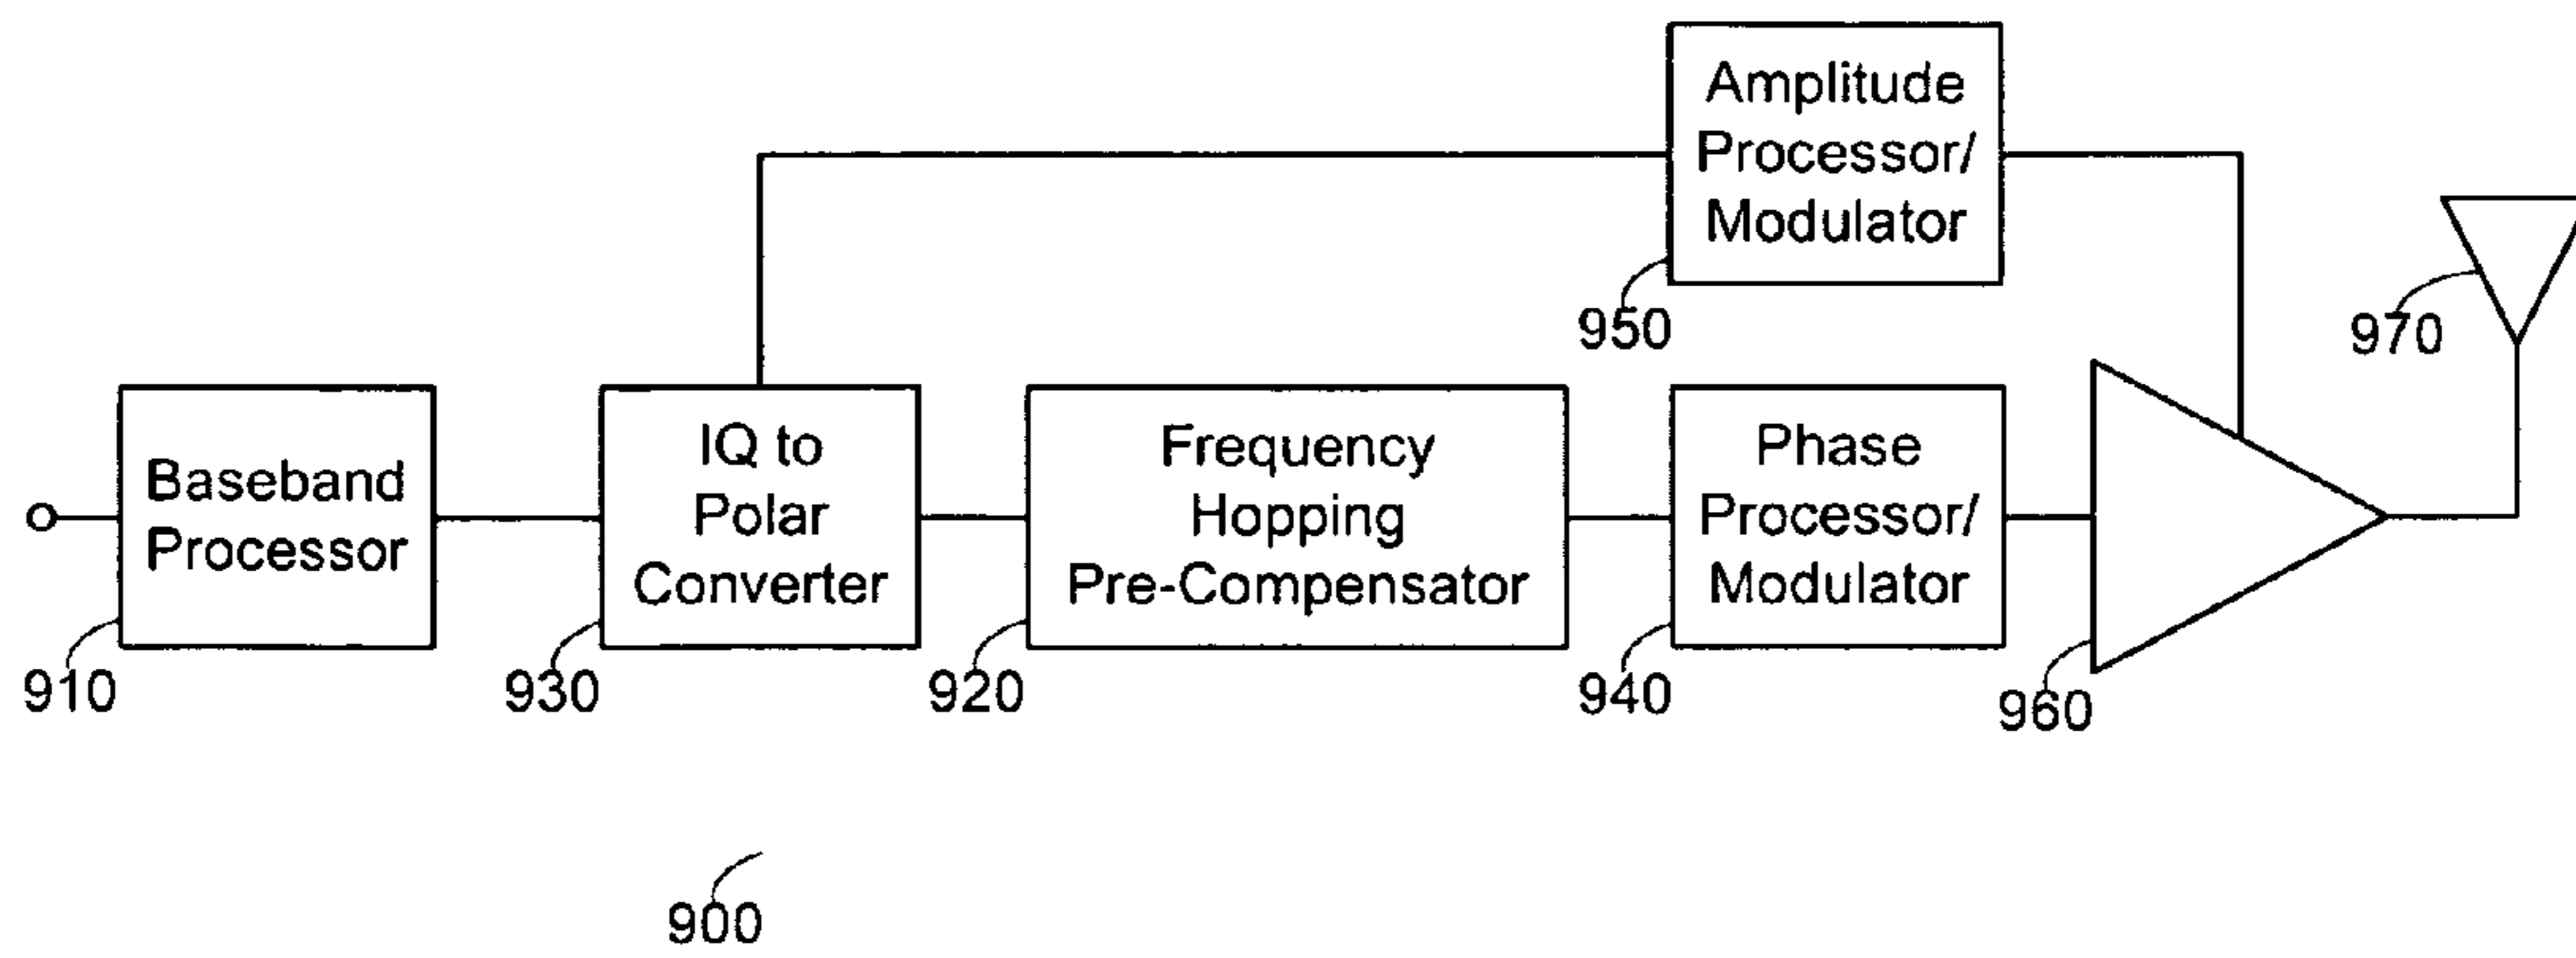 Amplitude
Processor/
Modulator
950
970
Baseband
Processor
910
IQ to
Polar
Converter
930
Frequency
Hopping
Pre-Compensator
920
Phase
Processor/
Modulator
940
960
900